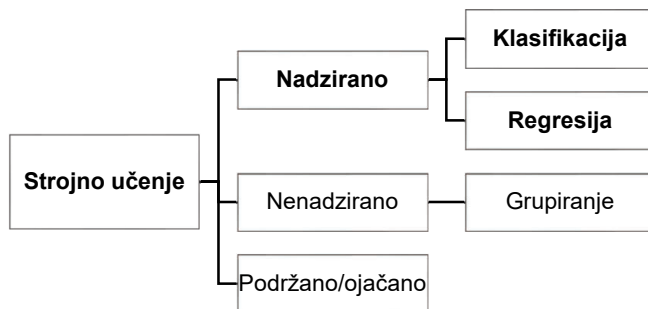 Klasifikacija
Nadzirano
Regresija
Strojno učenje
Nenadzirano
Grupiranje
Podržano/ojačano